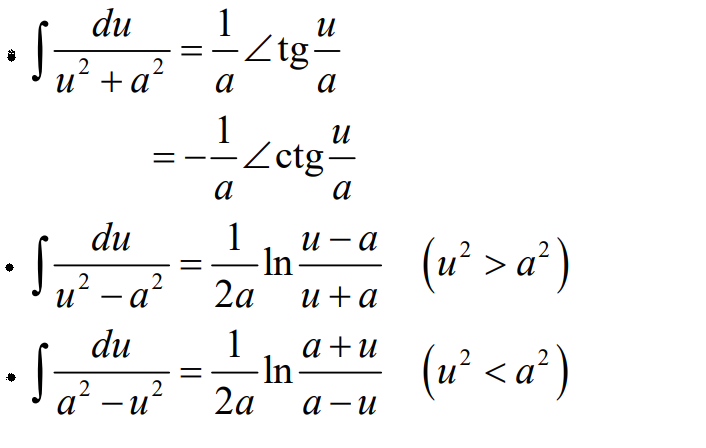 • ∫ du/(u² + a²) = 1/a ∠tg u/a
= − 1/a ∠ctg u/a
• ∫ du/(u² − a²) = 1/2a ln (u − a)/(u + a) (u² > a²)
• ∫ du/(a² − u²) = 1/2a ln (a + u)/(a − u) (u² < a²)